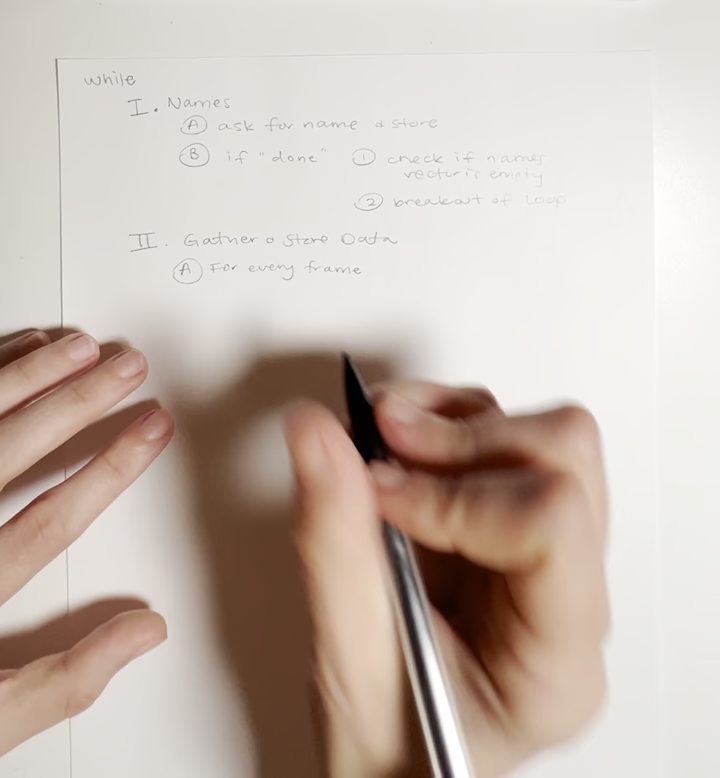 while
I. Names
A ask for name & store
B if "done" 1 check if names
vector is empty
2 breakout of loop
II. Gather & Store Data
A For every frame